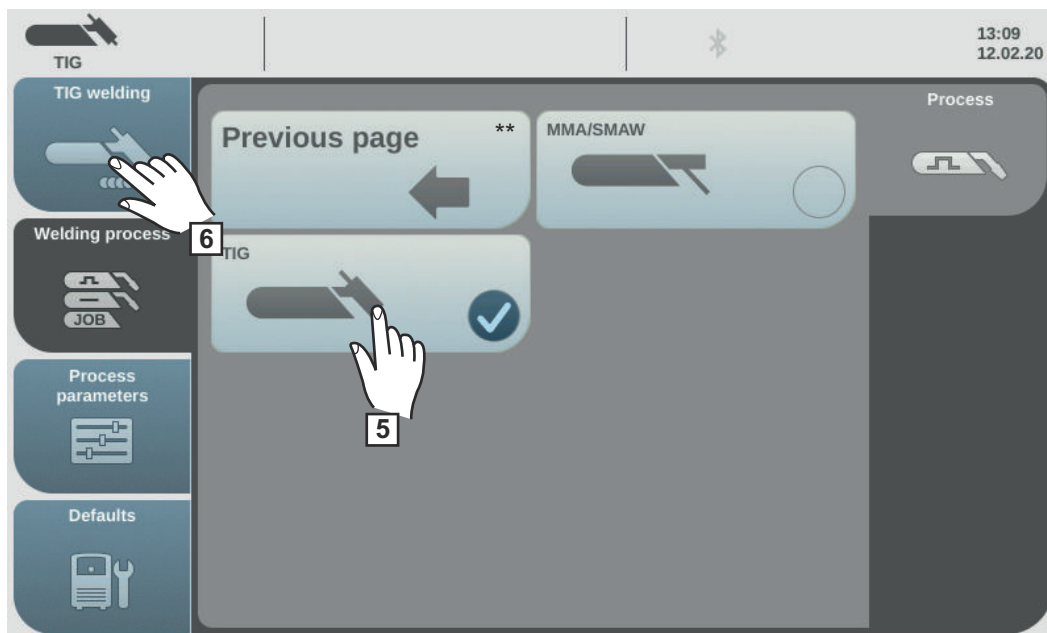 TIG
13:09
12.02.20
TIG welding
Welding process
JOB
Process
parameters
Defaults
Previous page **
MMA/SMAW
TIG
Process
6
5